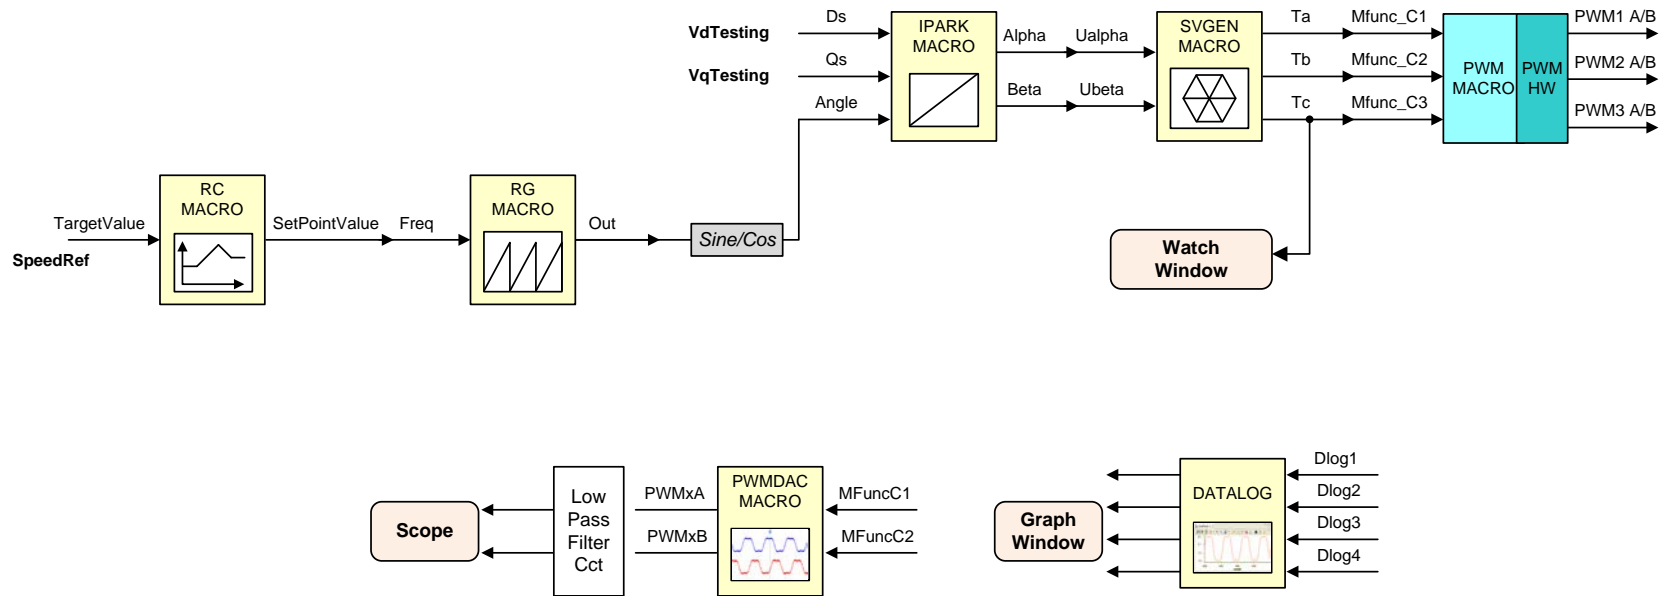 Ds
VdTesting
Qs
VqTesting
Angle
IPARK
MACRO
Alpha
Ualpha
Beta
Ubeta
SVGEN
MACRO
Ta
Mfunc_C1
Tb
Mfunc_C2
Tc
Mfunc_C3
PWM
MACRO
PWM
HW
PWM1 A/B
PWM2 A/B
PWM3 A/B
TargetValue
SpeedRef
RC
MACRO
SetPointValue
Freq
RG
MACRO
Out
Sine/Cos
Watch
Window
Scope
Low
Pass
Filter
Cct
PWMxA
PWMxB
PWMDAC
MACRO
MFuncC1
MFuncC2
Graph
Window
DATALOG
Dlog1
Dlog2
Dlog3
Dlog4